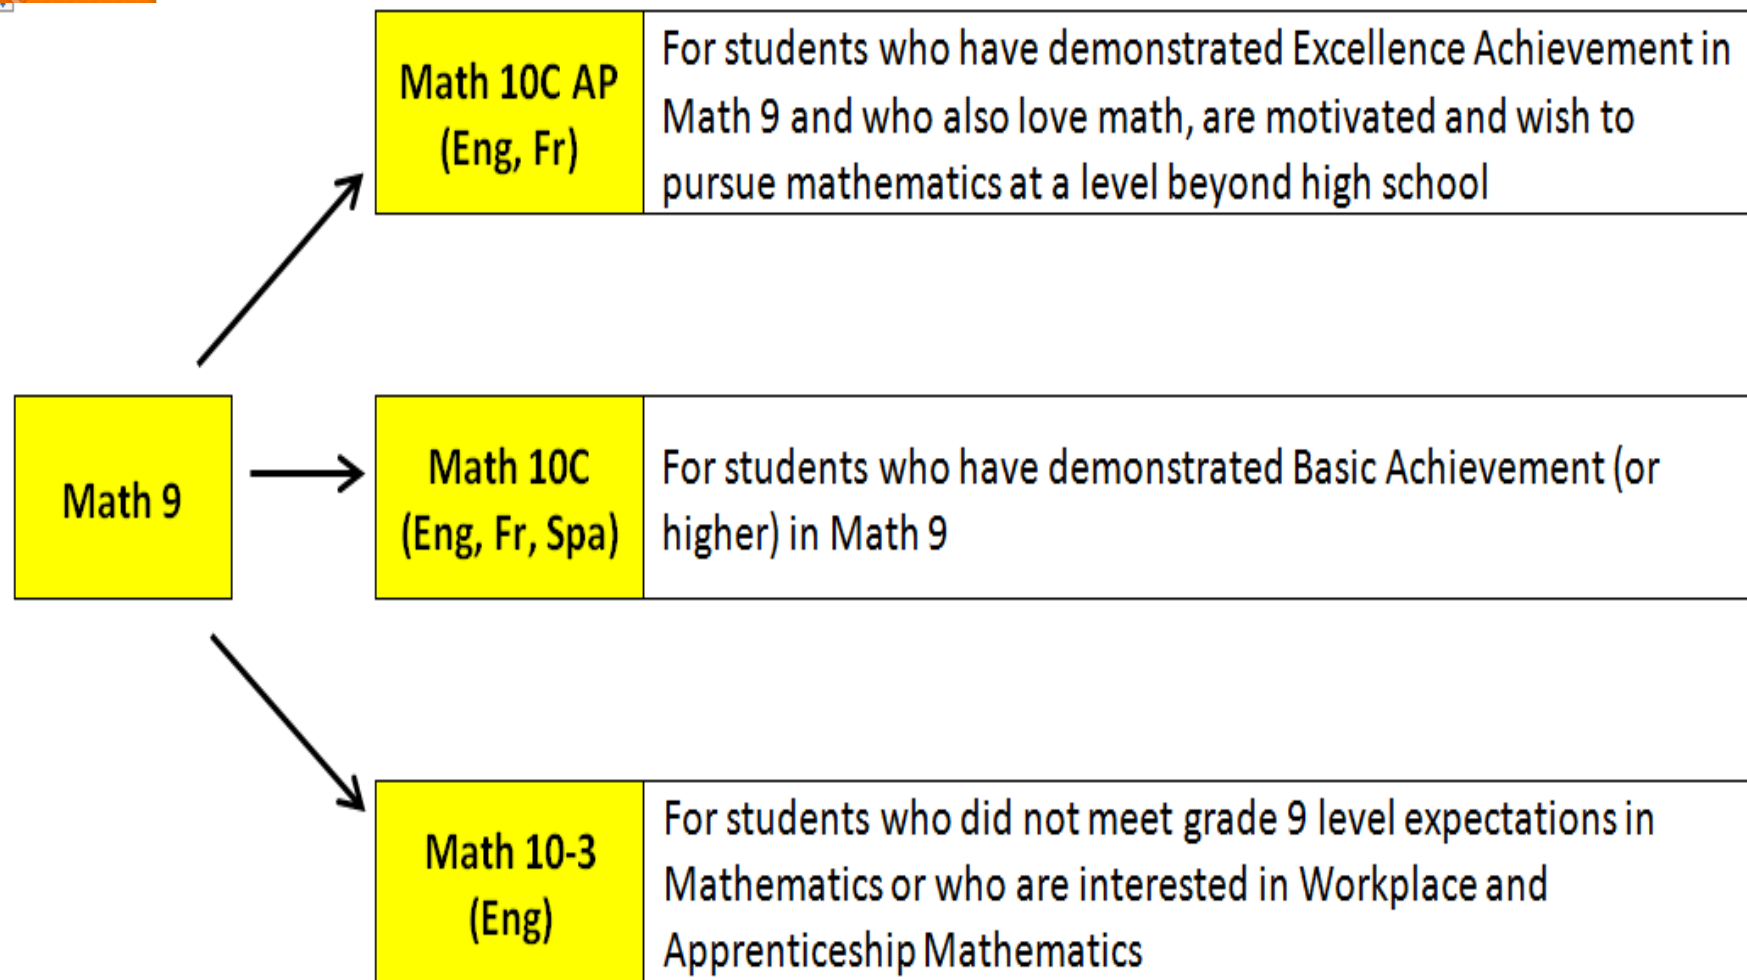 Math 10C AP
(Eng, Fr)
For students who have demonstrated Excellence Achievement in
Math 9 and who also love math, are motivated and wish to
pursue mathematics at a level beyond high school
Math 9
Math 10C
(Eng, Fr, Spa)
For students who have demonstrated Basic Achievement (or
higher) in Math 9
Math 10-3
(Eng)
For students who did not meet grade 9 level expectations in
Mathematics or who are interested in Workplace and
Apprenticeship Mathematics